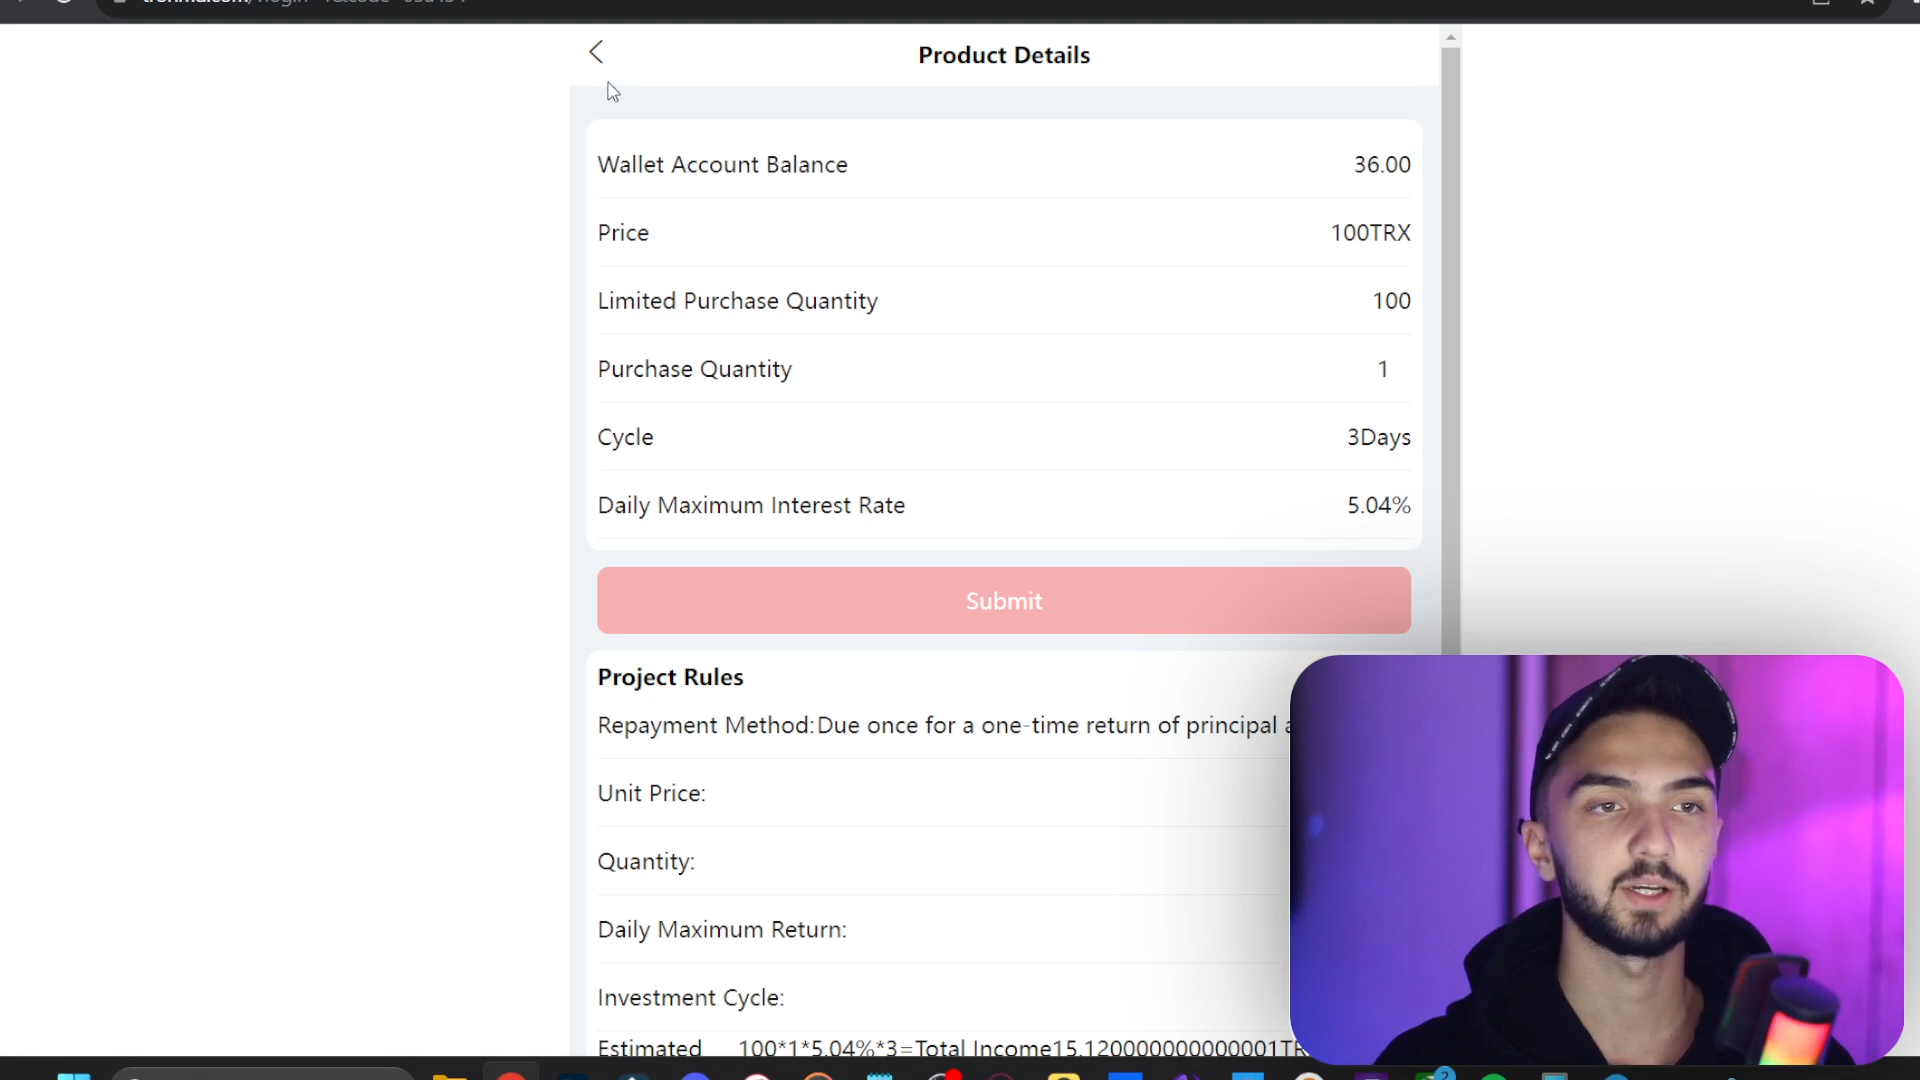 Product Details
Wallet Account Balance 36.00
Price 100TRX
Limited Purchase Quantity 100
Purchase Quantity 1
Cycle 3Days
Daily Maximum Interest Rate 5.04%
Submit
Project Rules
Repayment Method:Due once for a one-time return of principal
Unit Price:
Quantity:
Daily Maximum Return:
Investment Cycle:
Estimated 100*1*5.04%*3=Total Income15.120000000000001TR
2